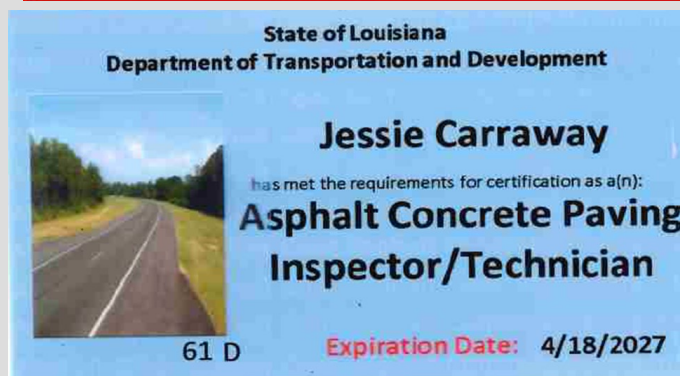 State of Louisiana
Department of Transportation and Development
Jessie Carraway
has met the requirements for certification as a(n):
Asphalt Concrete Paving
Inspector/Technician
61 D
Expiration Date: 4/18/2027